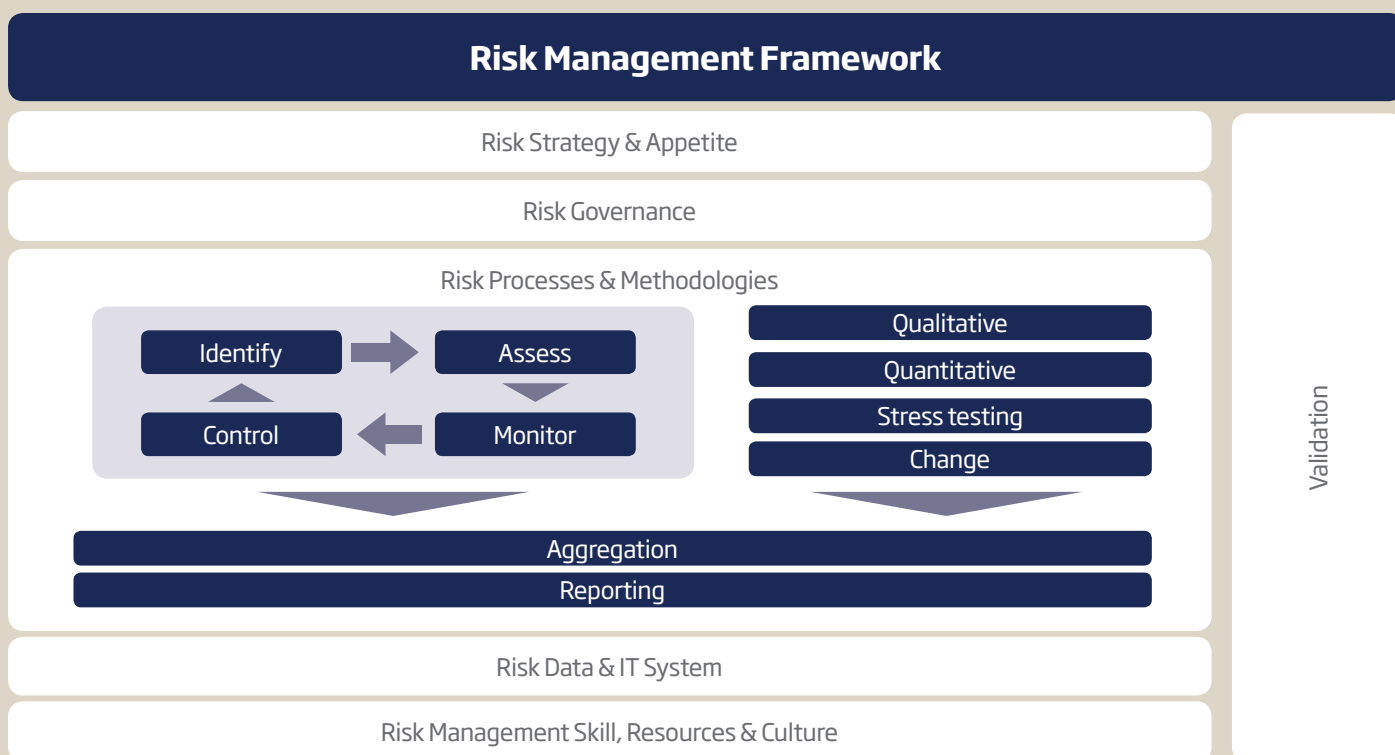 Risk Management Framework
Risk Strategy & Appetite
Risk Governance
Risk Processes & Methodologies
Identify
Assess
Control
Monitor
Qualitative
Quantitative
Stress testing
Change
Aggregation
Reporting
Risk Data & IT System
Risk Management Skill, Resources & Culture
Validation